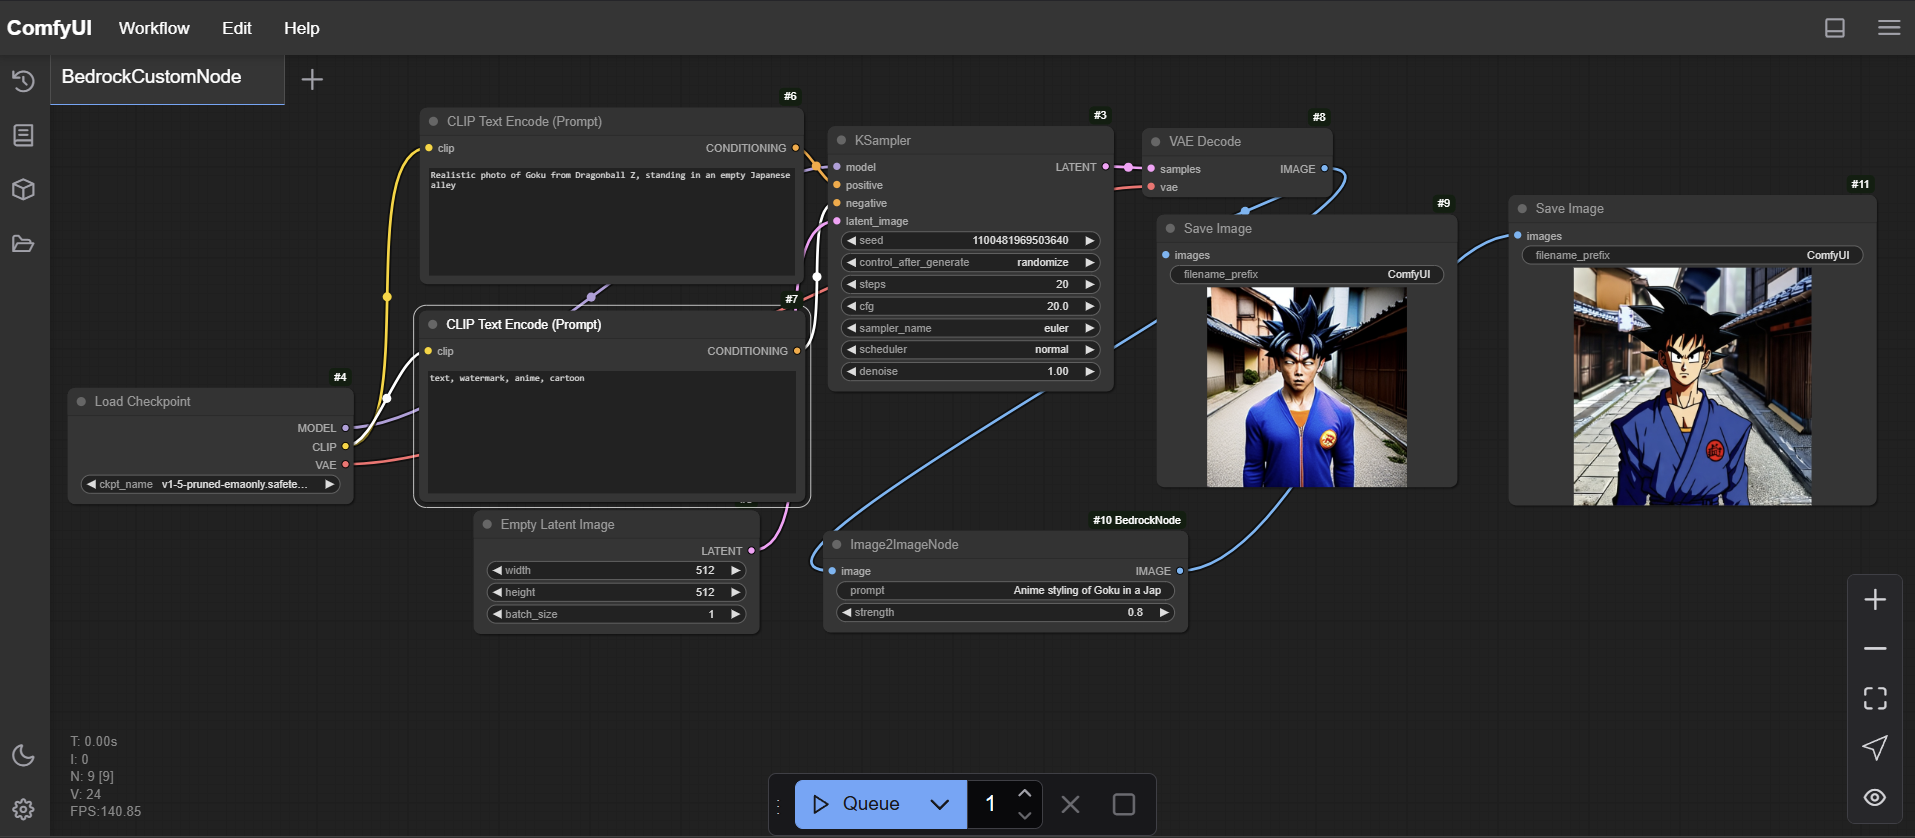 ComfyUI
Workflow
Edit
Help
BedrockCustomNode
#6
CLIP Text Encode (Prompt)
clip
CONDITIONING
Realistic photo of Goku from Dragonball Z, standing in an empty Japanese
alley
#7
CLIP Text Encode (Prompt)
clip
CONDITIONING
text, watermark, anime, cartoon
#4
Load Checkpoint
MODEL
CLIP
VAE
ckpt_name v1-5-pruned-emaonly.safete...
Empty Latent Image
LATENT
width 512
height 512
batch_size 1
#3
KSampler
model
LATENT
positive
negative
latent_image
seed 1100481969503640
control_after_generate randomize
steps 20
cfg 20.0
sampler_name euler
scheduler normal
denoise 1.00
#8
VAE Decode
samples
IMAGE
vae
#9
Save Image
images
filename_prefix ComfyUI
#10 BedrockNode
Image2ImageNode
image
IMAGE
prompt Anime styling of Goku in a Jap
strength 0.8
#11
Save Image
images
filename_prefix ComfyUI
T: 0.00s
I: 0
N: 9 [9]
V: 24
FPS:140.85
Queue
1